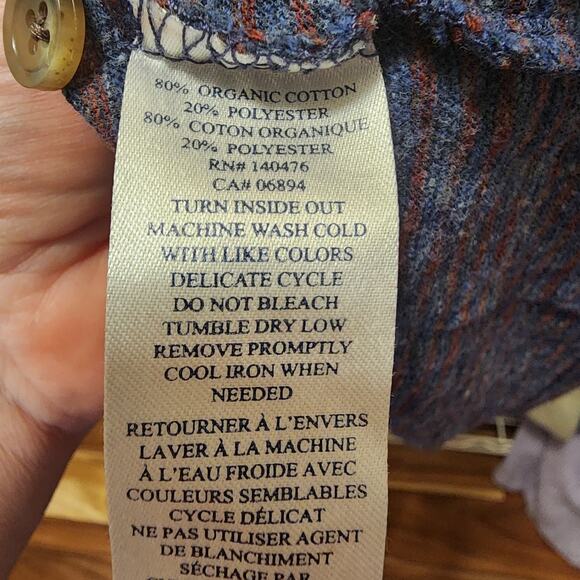 80% ORGANIC COTTON
20% POLYESTER
80% COTON ORGANIQUE
20% POLYESTER
RN# 140476
CA# 06894
TURN INSIDE OUT
MACHINE WASH COLD
WITH LIKE COLORS
DELICATE CYCLE
DO NOT BLEACH
TUMBLE DRY LOW
REMOVE PROMPTLY
COOL IRON WHEN
NEEDED
RETOURNER À L'ENVERS
LAVER À LA MACHINE
À L'EAU FROIDE AVEC
COULEURS SEMBLABLES
CYCLE DÉLICAT
NE PAS UTILISER AGENT
DE BLANCHIMENT
SÉCHAGE PAR